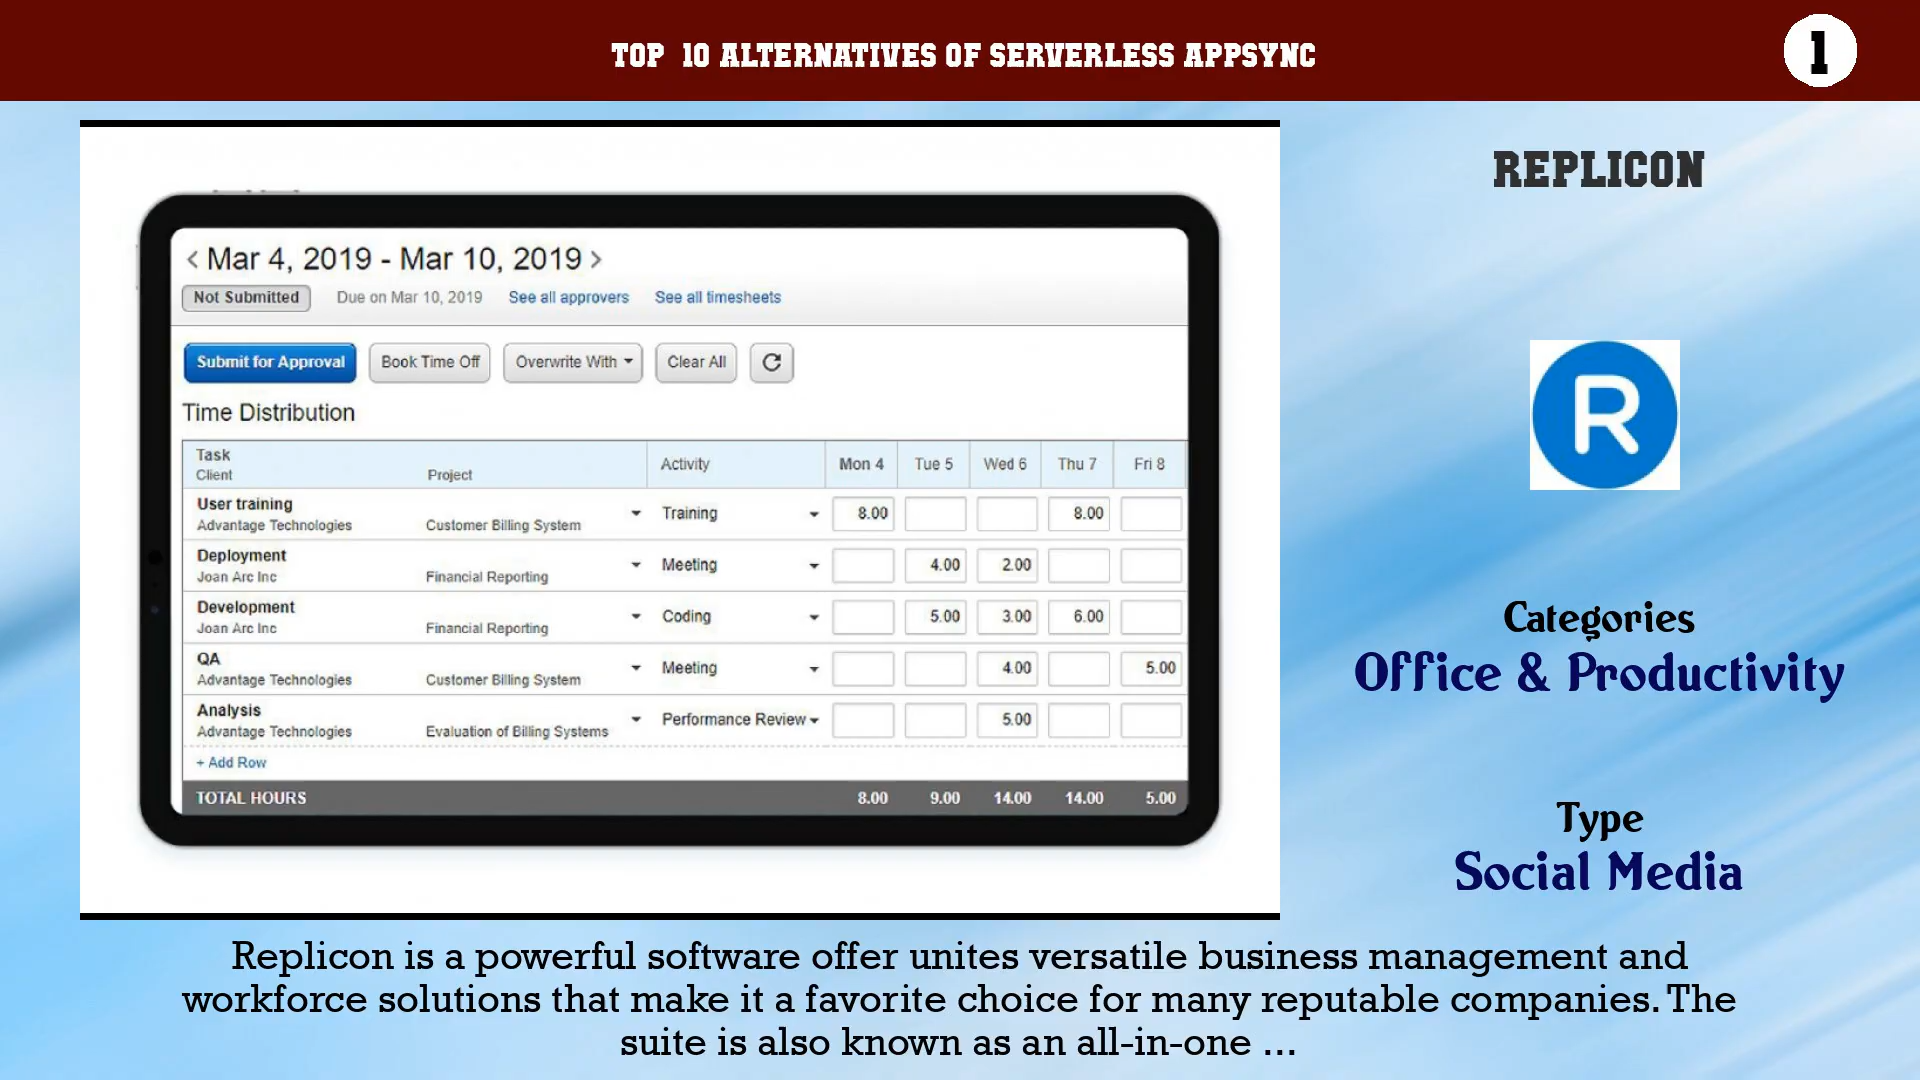 TOP 10 ALTERNATIVES OF SERVERLESS APPSYNC
1
REPLICON
< Mar 4, 2019 - Mar 10, 2019 >
Not Submitted Due on Mar 10, 2019 See all approvers See all timesheets
Submit for Approval Book Time Off Overwrite With Clear All
Time Distribution
Task
Client Project Activity Mon 4 Tue 5 Wed 6 Thu 7 Fri 8
User training Training 8.00 8.00
Advantage Technologies Customer Billing System
Deployment Meeting 4.00 2.00
Joan Arc Inc Financial Reporting
Development Coding 5.00 3.00 6.00
Joan Arc Inc Financial Reporting
QA Meeting 4.00 5.00
Advantage Technologies Customer Billing System
Analysis Performance Review 5.00
Advantage Technologies Evaluation of Billing Systems
+ Add Row
TOTAL HOURS 8.00 9.00 14.00 14.00 5.00
R
Categories
Office & Productivity
Type
Social Media
Replicon is a powerful software offer unites versatile business management and
workforce solutions that make it a favorite choice for many reputable companies. The
suite is also known as an all-in-one ...